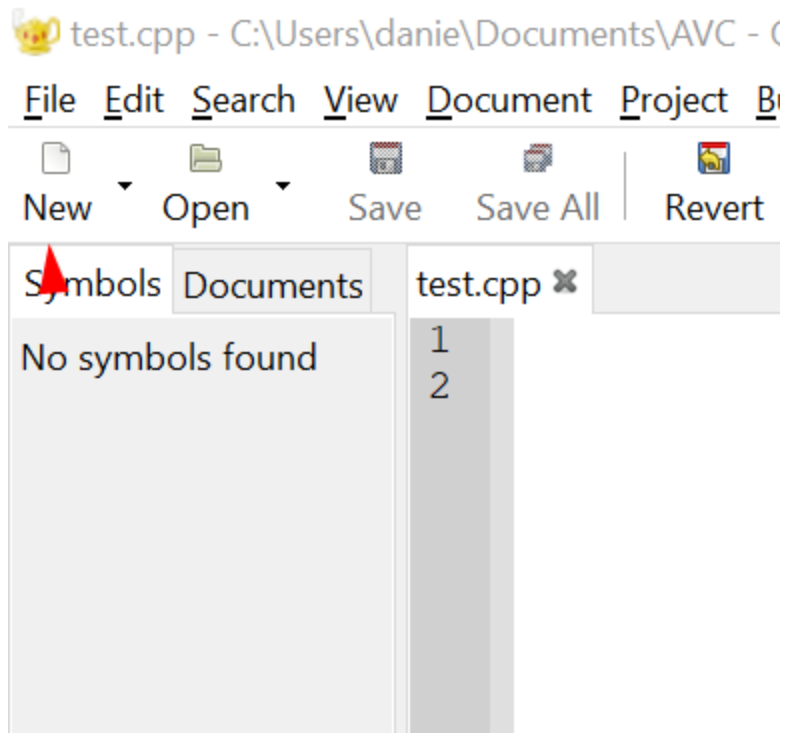 test.cpp - C:\Users\danie\Documents\AVC -
File Edit Search View Document Project
New Open Save Save All Revert
Symbols Documents test.cpp
No symbols found
1
2